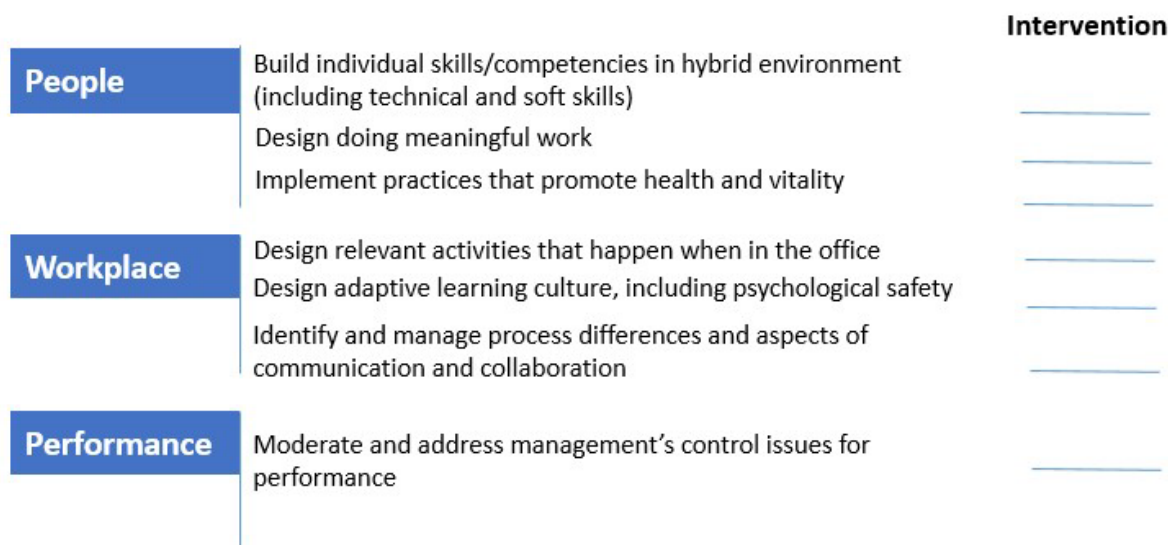 Intervention
People
Build individual skills/competencies in hybrid environment
(including technical and soft skills)
Design doing meaningful work
Implement practices that promote health and vitality
Workplace
Design relevant activities that happen when in the office
Design adaptive learning culture, including psychological safety
Identify and manage process differences and aspects of
communication and collaboration
Performance
Moderate and address management’s control issues for
performance